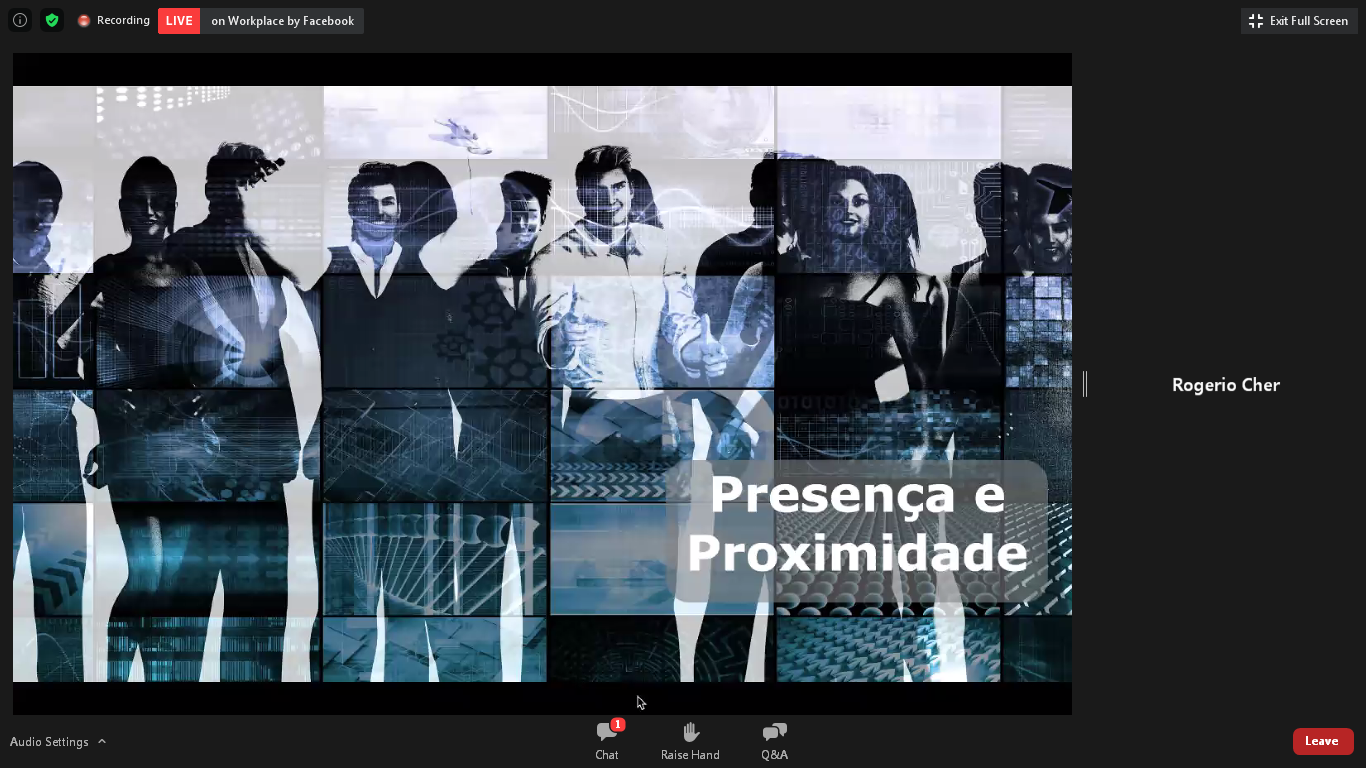 Recording
LIVE on Workplace by Facebook
Exit Full Screen
Rogerio Cher
Presença e
Proximidade
Audio Settings
1
Chat
Raise Hand
Q&A
Leave